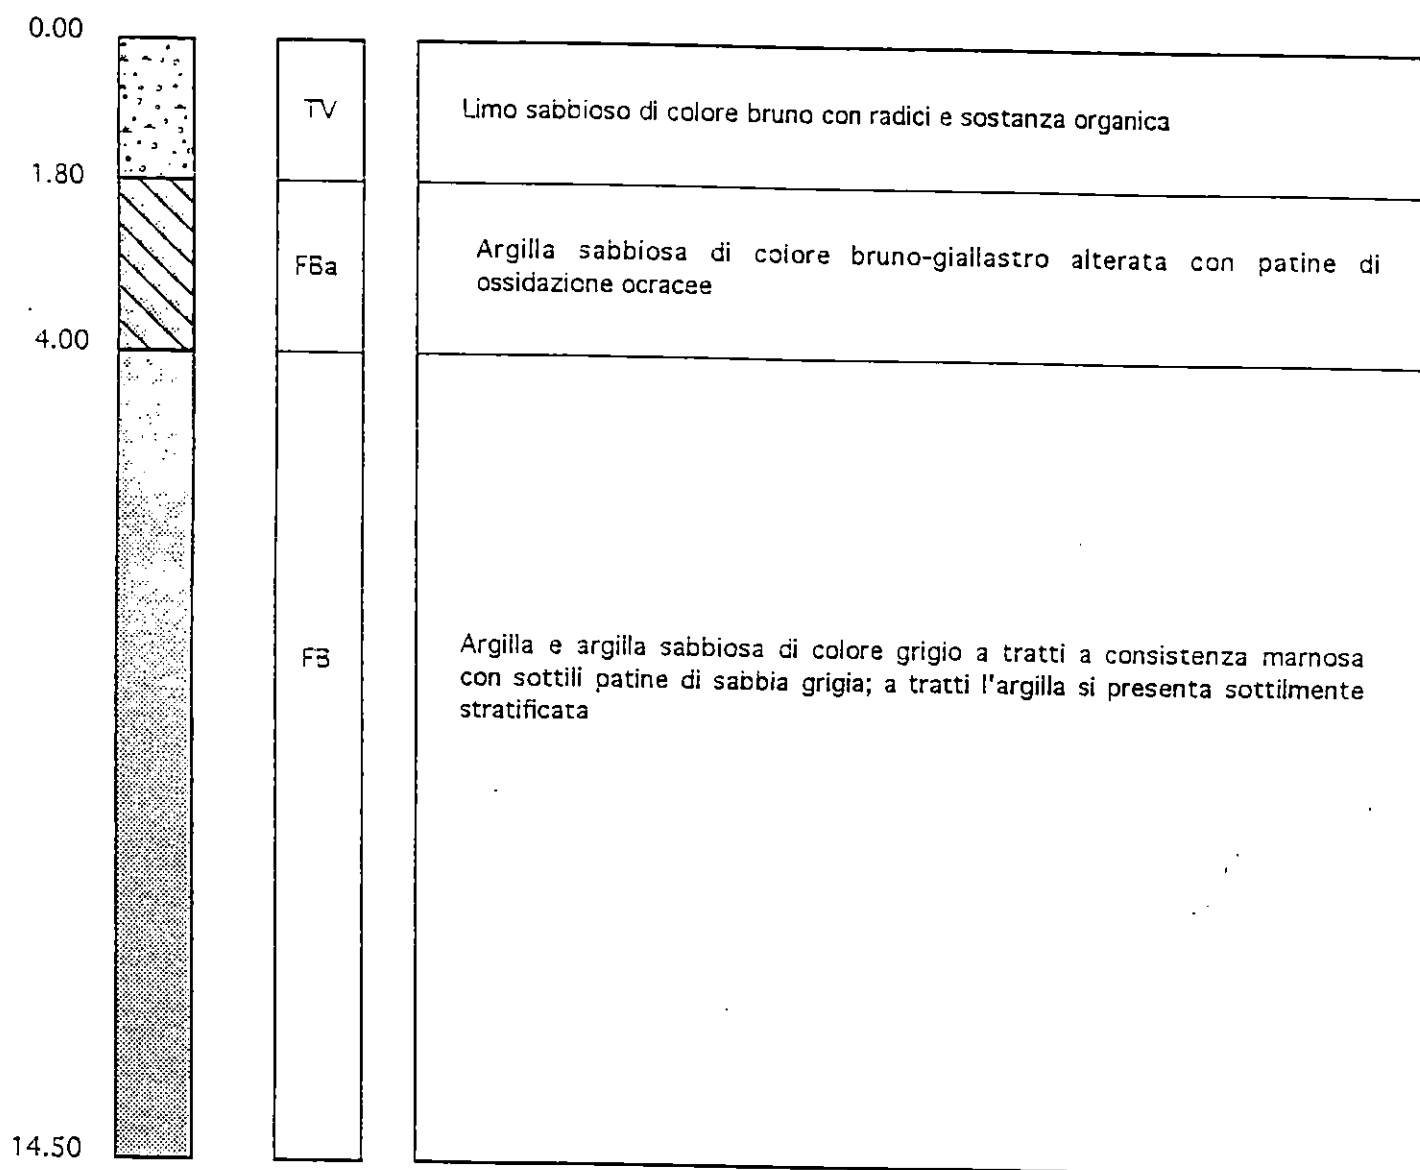 0.00
TV
Limo sabbioso di colore bruno con radici e sostanza organica
1.80
FBa
Argilla sabbiosa di colore bruno-giallastro alterata con patine di
ossidazione ocracee
4.00
FB
Argilla e argilla sabbiosa di colore grigio a tratti a consistenza marnosa
con sottili patine di sabbia grigia; a tratti l'argilla si presenta sottilmente
stratificata
14.50